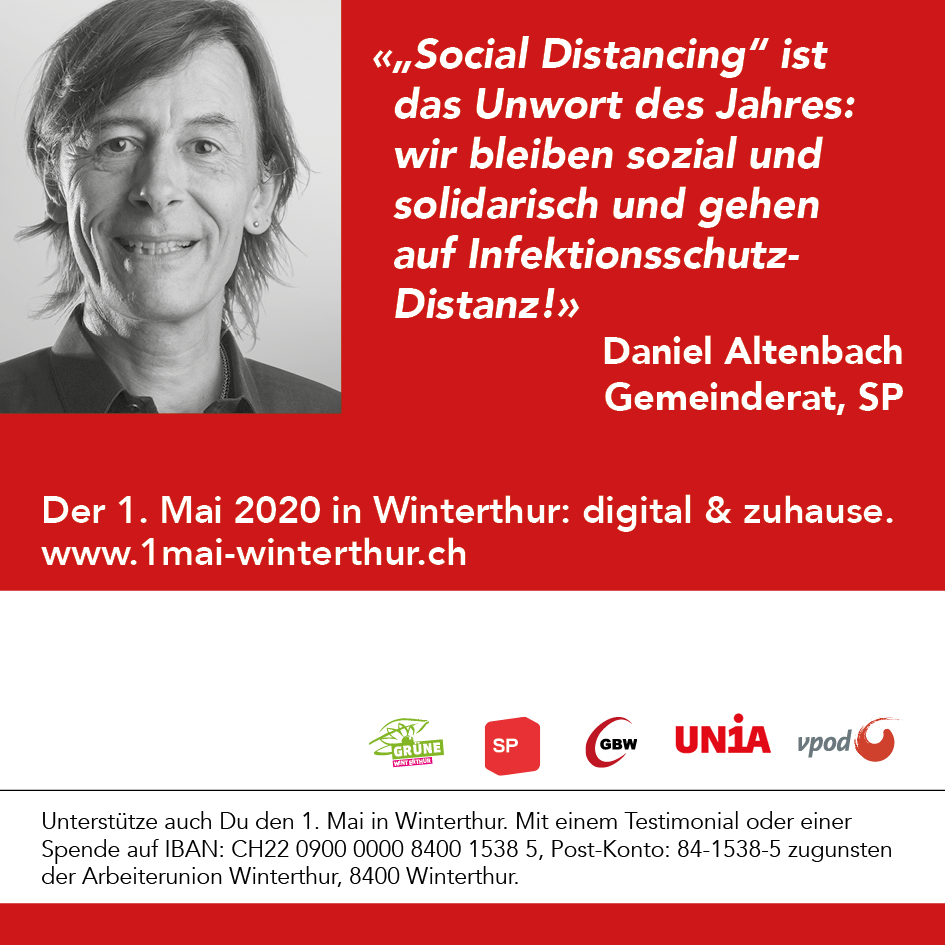 «„Social Distancing“ ist
das Unwort des Jahres:
wir bleiben sozial und
solidarisch und gehen
auf Infektionsschutz-
Distanz!»
Daniel Altenbach
Gemeinderat, SP
Der 1. Mai 2020 in Winterthur: digital & zuhause.
www.1mai-winterthur.ch
GRÜNE
WINTERTHUR
SP
GBW
UNiA
vpod
Unterstütze auch Du den 1. Mai in Winterthur. Mit einem Testimonial oder einer
Spende auf IBAN: CH22 0900 0000 8400 1538 5, Post-Konto: 84-1538-5 zugunsten
der Arbeiterunion Winterthur, 8400 Winterthur.